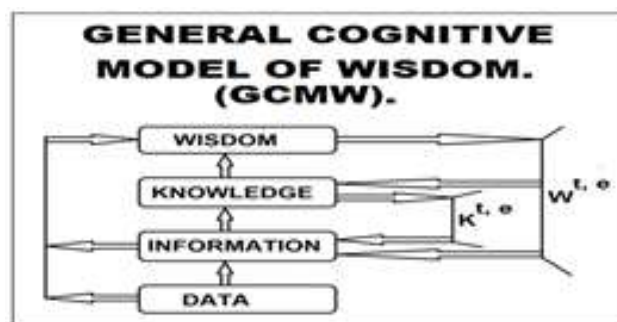 GENERAL COGNITIVE
MODEL OF WISDOM.
(GCMW).
WISDOM
KNOWLEDGE
W t, e
K t, e
INFORMATION
DATA